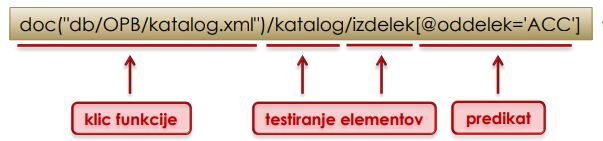 doc("db/OPB/katalog.xml")/katalog/izdelek[@oddelek='ACC']
klic funkcije testiranje elementov predikat